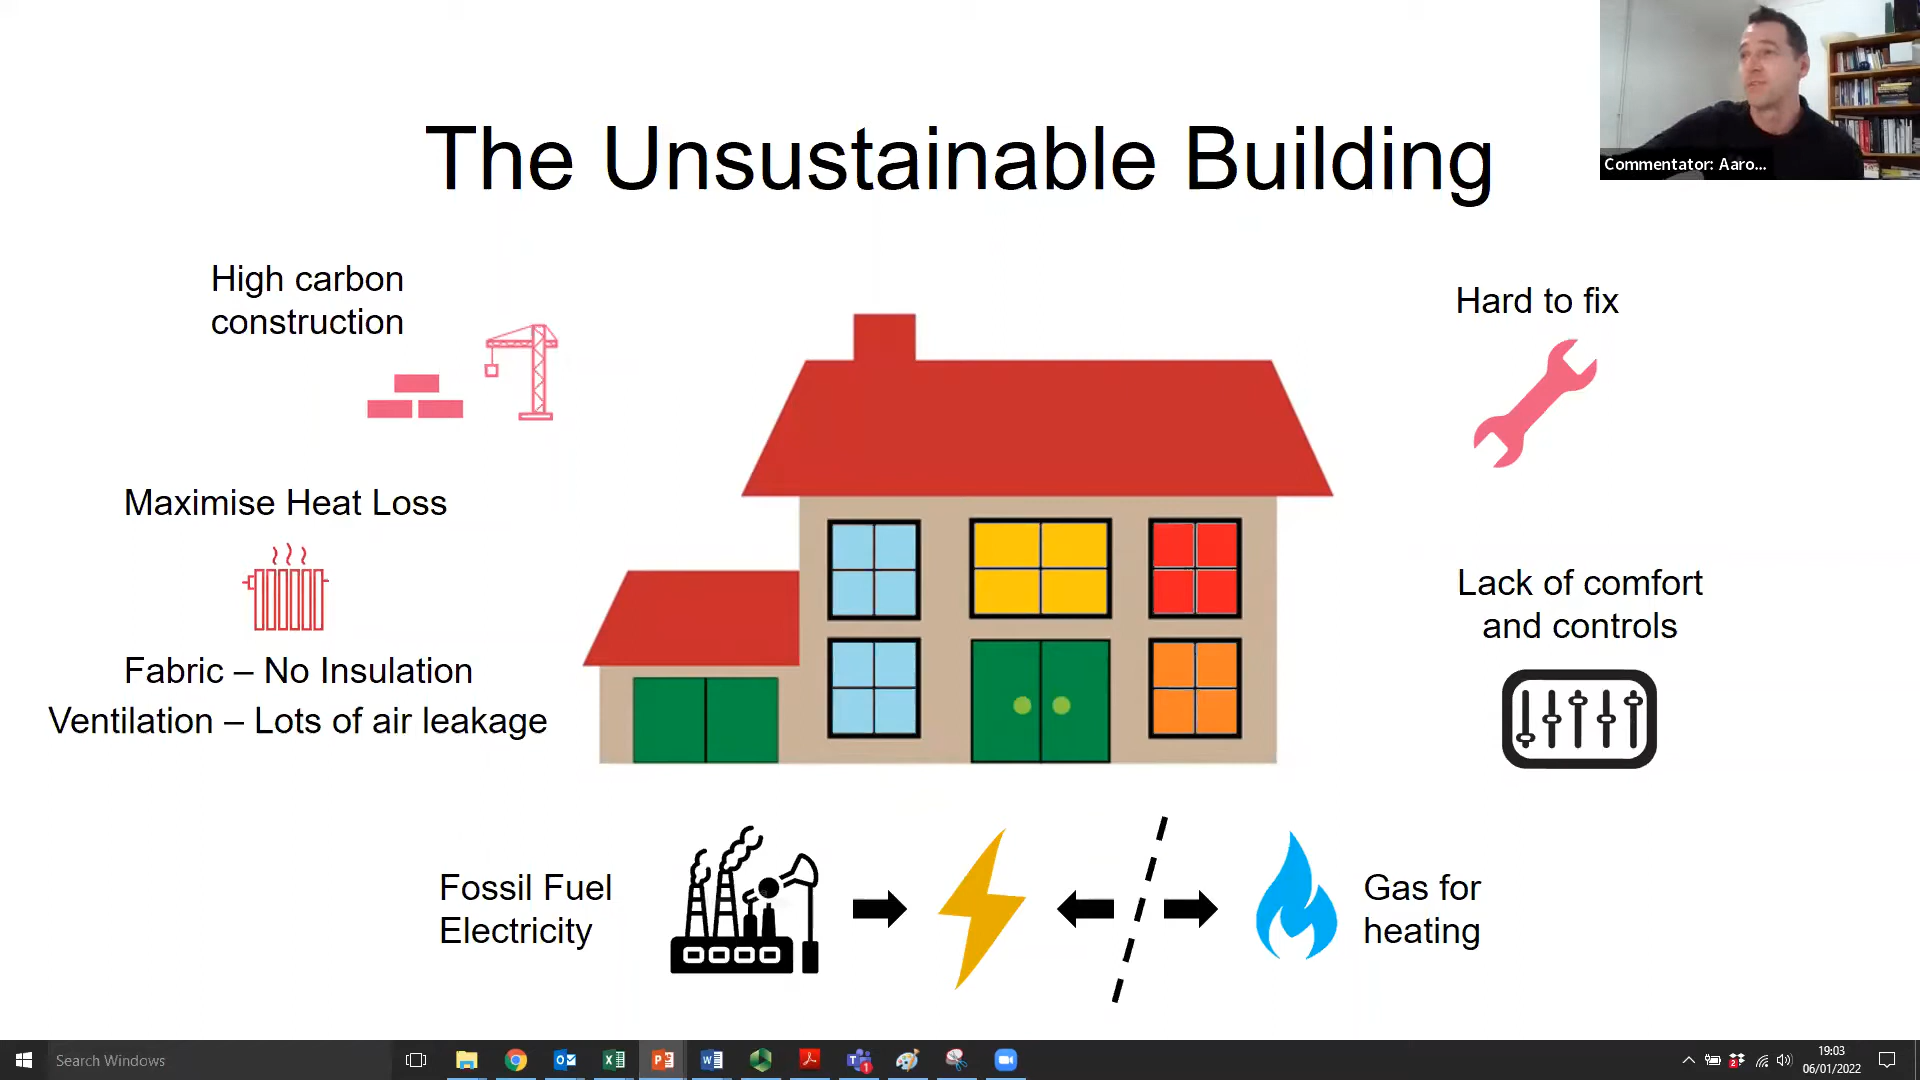 The Unsustainable Building
Commentator: Aaro...
High carbon
construction
Hard to fix
Maximise Heat Loss
Lack of comfort
and controls
Fabric – No Insulation
Ventilation – Lots of air leakage
Fossil Fuel
Electricity
Gas for
heating
Search Windows
19:03
06/01/2022